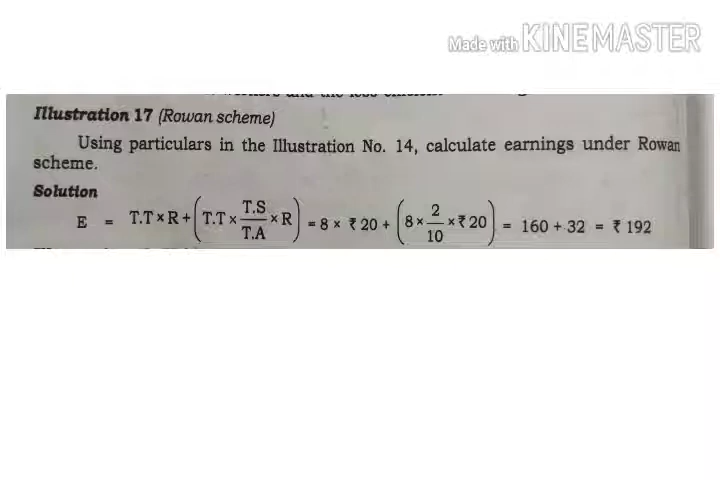 Made with KINEMASTER
Illustration 17 (Rowan scheme)
Using particulars in the Illustration No. 14, calculate earnings under Rowan
scheme.
Solution
E = T.T × R + (T.T × T.S/T.A × R) = 8 × ₹ 20 + (8 × 2/10 × ₹ 20) = 160 + 32 = ₹ 192